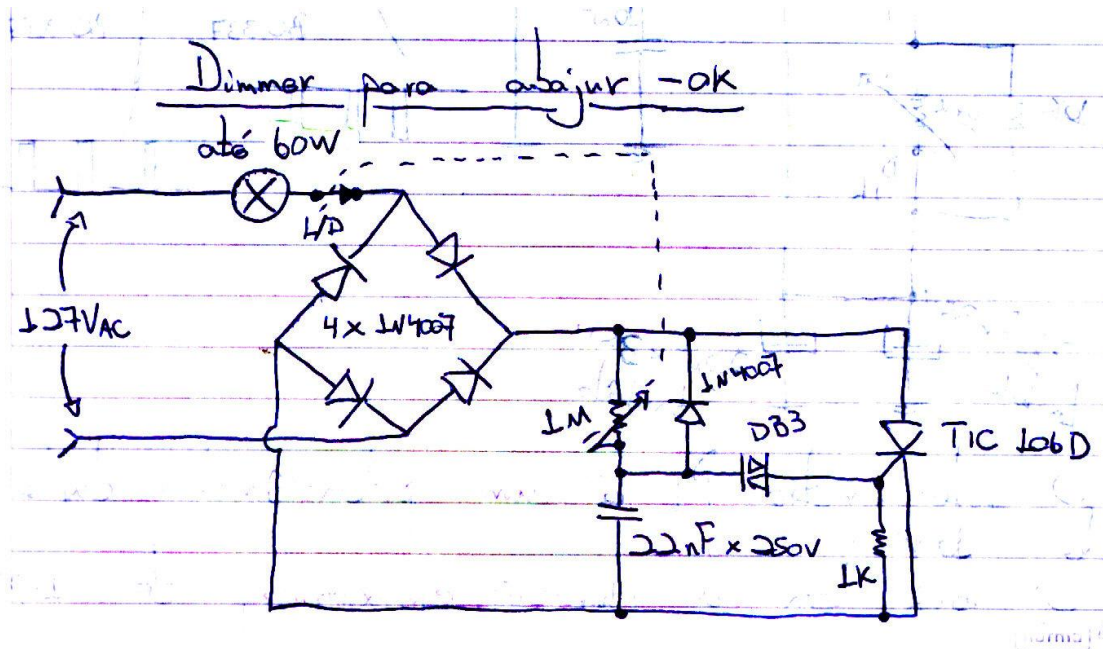 Dimmer para abajur - OK
até 60W
L/D
127VAC
4 x 1N4007
1N4007
1M
DB3
TIC 106D
22nF x 250V
1K